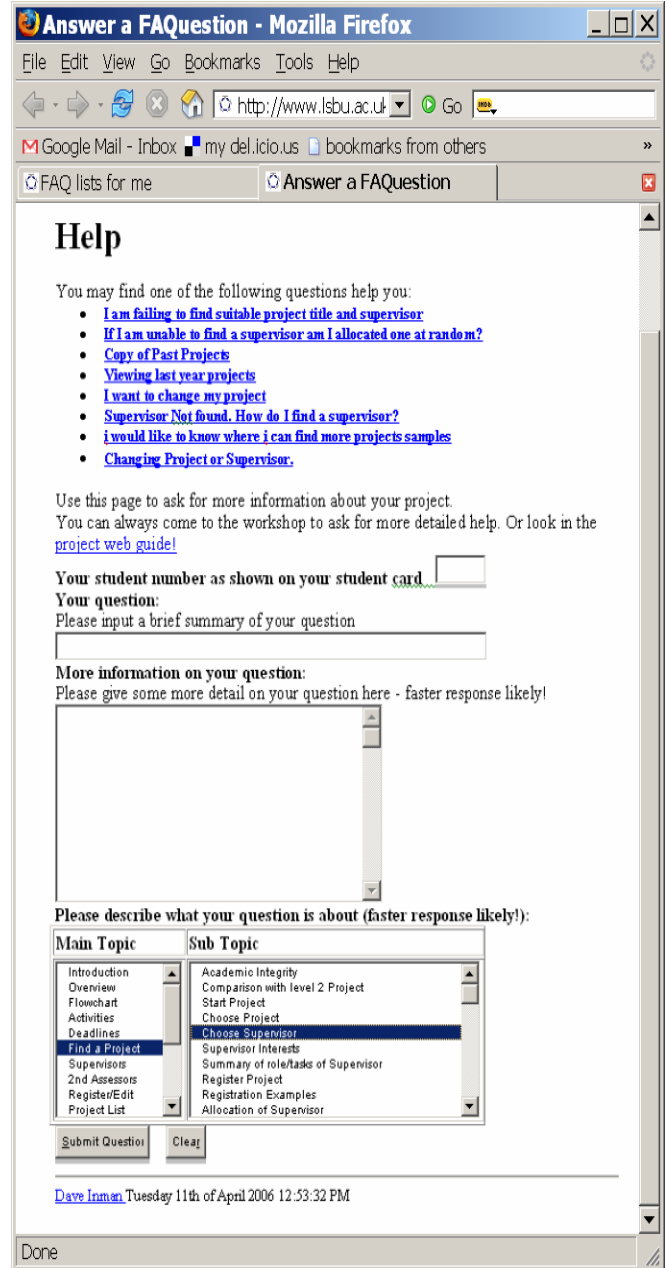 Answer a FAQuestion - Mozilla Firefox
File Edit View Go Bookmarks Tools Help
http://www.lsbu.ac.uk Go
Google Mail - Inbox my del.icio.us bookmarks from others »
FAQ lists for me Answer a FAQuestion
Help
You may find one of the following questions help you:
• I am failing to find suitable project title and supervisor
• If I am unable to find a supervisor am I allocated one at random?
• Copy of Past Projects
• Viewing last year projects
• I want to change my project
• Supervisor Not found. How do I find a supervisor?
• i would like to know where i can find more projects samples
• Changing Project or Supervisor.
Use this page to ask for more information about your project.
You can always come to the workshop to ask for more detailed help. Or look in the
project web guide!
Your student number as shown on your student card
Your question:
Please input a brief summary of your question
More information on your question:
Please give some more detail on your question here - faster response likely!
Please describe what your question is about (faster response likely!):
Main Topic Sub Topic
Introduction Academic Integrity
Overview Comparison with level 2 Project
Flowchart Start Project
Activities Choose Project
Deadlines Choose Supervisor
Find a Project Supervisor Interests
Supervisors Summary of role/tasks of Supervisor
2nd Assessors Register Project
Register/Edit Registration Examples
Project List Allocation of Supervisor
Submit Question Clear
Dave Inman Tuesday 11th of April 2006 12:53:32 PM
Done